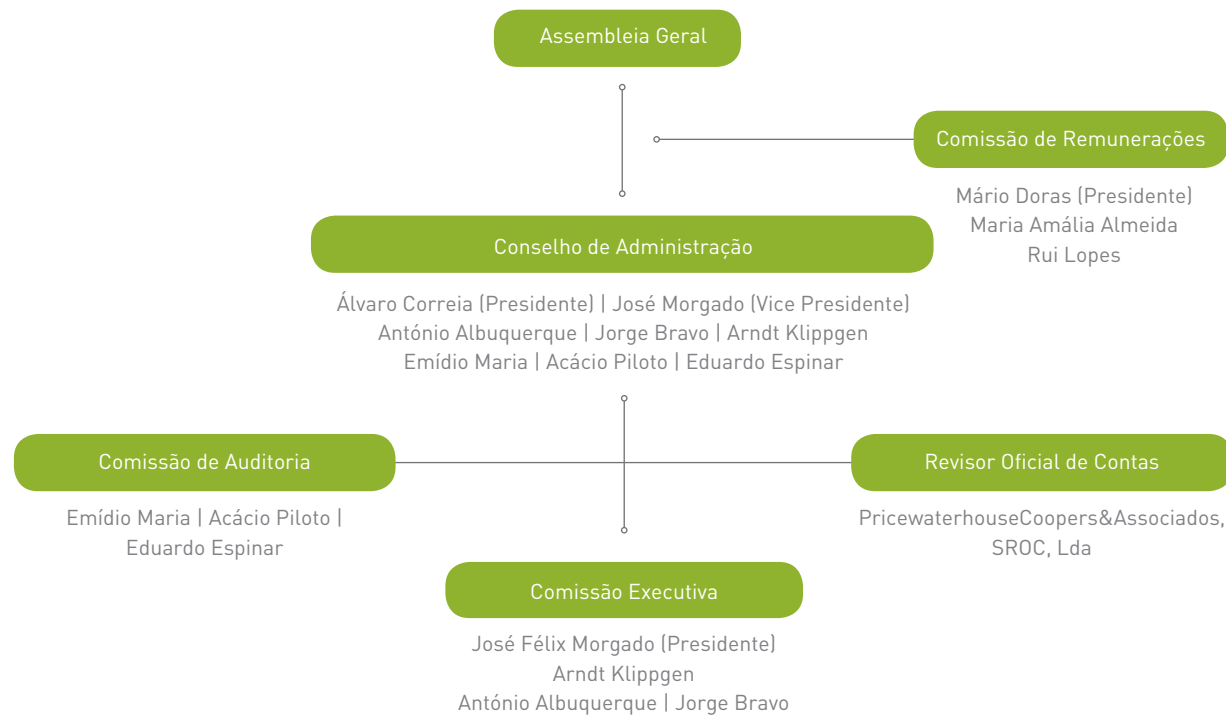 Assembleia Geral
Comissão de Remunerações
Mário Doras (Presidente)
Maria Amália Almeida
Rui Lopes
Conselho de Administração
Álvaro Correia (Presidente) | José Morgado (Vice Presidente)
António Albuquerque | Jorge Bravo | Arndt Klippgen
Emídio Maria | Acácio Piloto | Eduardo Espinar
Comissão de Auditoria
Emídio Maria | Acácio Piloto |
Eduardo Espinar
Revisor Oficial de Contas
PricewaterhouseCoopers&Associados,
SROC, Lda
Comissão Executiva
José Félix Morgado (Presidente)
Arndt Klippgen
António Albuquerque | Jorge Bravo